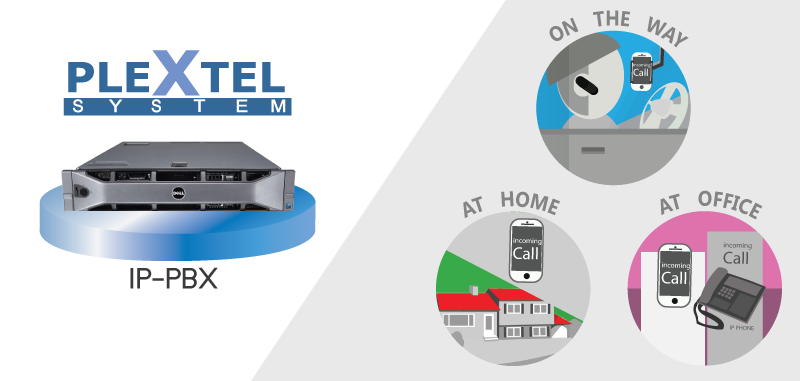 PLEXTEL
SYSTEM
DELL
IP-PBX
ON THE WAY
incoming
Call
AT HOME
incoming
Call
AT OFFICE
incoming
Call
incoming
Call
IP PHONE